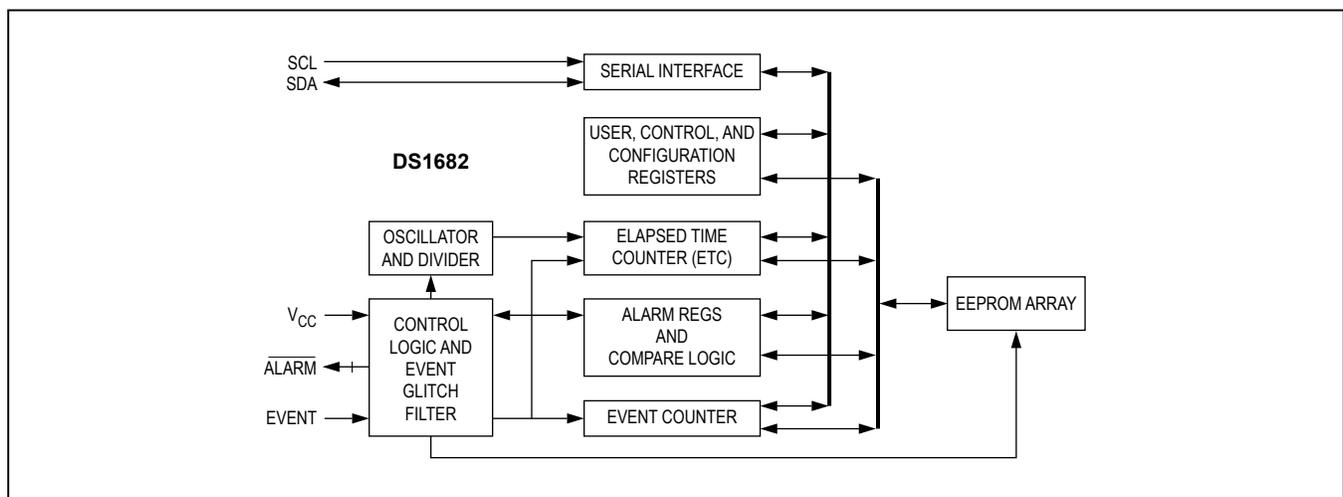 SCL
SDA
SERIAL INTERFACE
USER, CONTROL, AND
CONFIGURATION
REGISTERS
DS1682
OSCILLATOR
AND DIVIDER
ELAPSED TIME
COUNTER (ETC)
EEPROM ARRAY
VCC
ALARM
EVENT
CONTROL
LOGIC AND
EVENT
GLITCH
FILTER
ALARM REGS
AND
COMPARE LOGIC
EVENT COUNTER